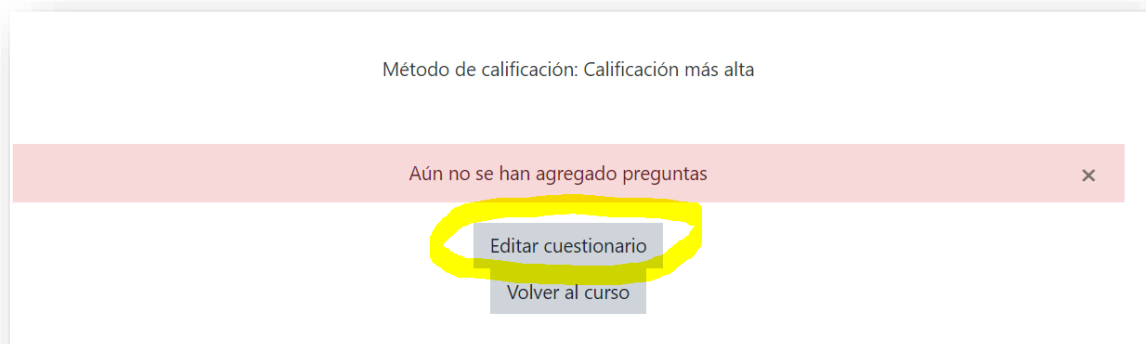 Método de calificación: Calificación más alta
Aún no se han agregado preguntas ×
Editar cuestionario
Volver al curso